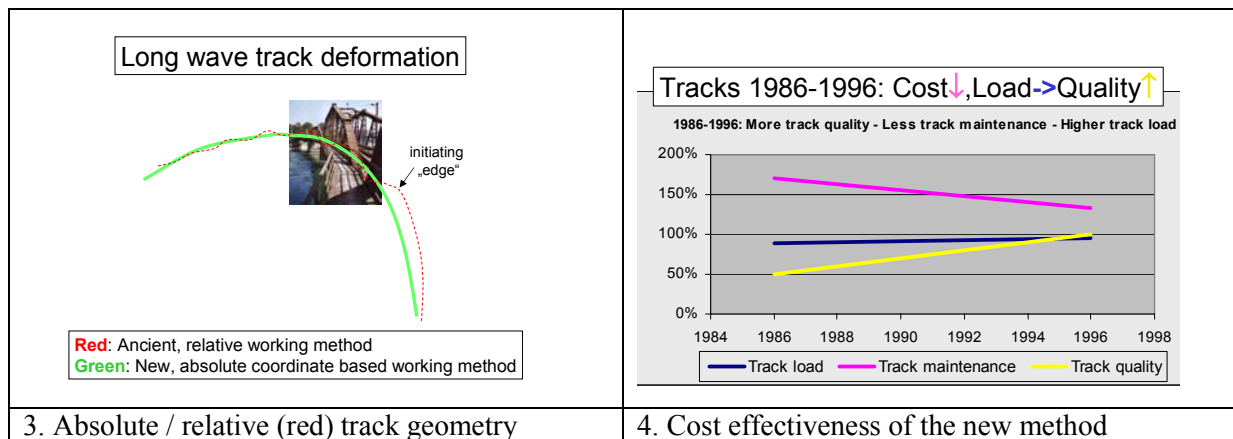 Long wave track deformation
initiating
„edge“
Red: Ancient, relative working method
Green: New, absolute coordinate based working method
3. Absolute / relative (red) track geometry
Tracks 1986-1996: Cost↓,Load->Quality↑
1986-1996: More track quality - Less track maintenance - Higher track load
200%
150%
100%
50%
0%
1984 1986 1988 1990 1992 1994 1996 1998
Track load Track maintenance Track quality
4. Cost effectiveness of the new method